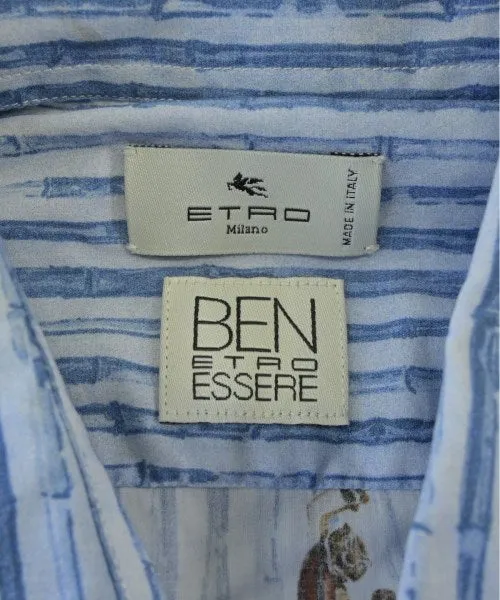 ETRO
Milano
MADE IN ITALY
BEN
ETRO
ESSERE